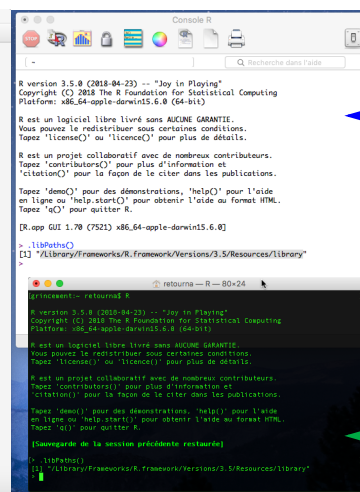 Console R
STOP
~
Recherche dans l'aide
R version 3.5.0 (2018-04-23) -- "Joy in Playing"
Copyright (C) 2018 The R Foundation for Statistical Computing
Platform: x86_64-apple-darwin15.6.0 (64-bit)
R est un logiciel libre livré sans AUCUNE GARANTIE.
Vous pouvez le redistribuer sous certaines conditions.
Tapez 'license()' ou 'licence()' pour plus de détails.
R est un projet collaboratif avec de nombreux contributeurs.
Tapez 'contributors()' pour plus d'information et
'citation()' pour la façon de le citer dans les publications.
Tapez 'demo()' pour des démonstrations, 'help()' pour l'aide
en ligne ou 'help.start()' pour obtenir l'aide au format HTML.
Tapez 'q()' pour quitter R.
[R.app GUI 1.70 (7521) x86_64-apple-darwin15.6.0]
> .libPaths()
[1] "/Library/Frameworks/R.framework/Versions/3.5/Resources/library"
>
retourna — R — 80×24
[grincement:~ retourna$ R
R version 3.5.0 (2018-04-23) -- "Joy in Playing"
Copyright (C) 2018 The R Foundation for Statistical Computing
Platform: x86_64-apple-darwin15.6.0 (64-bit)
R est un logiciel libre livré sans AUCUNE GARANTIE.
Vous pouvez le redistribuer sous certaines conditions.
Tapez 'license()' ou 'licence()' pour plus de détails.
R est un projet collaboratif avec de nombreux contributeurs.
Tapez 'contributors()' pour plus d'information et
'citation()' pour la façon de le citer dans les publications.
Tapez 'demo()' pour des démonstrations, 'help()' pour l'aide
en ligne ou 'help.start()' pour obtenir l'aide au format HTML.
Tapez 'q()' pour quitter R.
[Sauvegarde de la session précédente restaurée]
[> .libPaths()
[1] "/Library/Frameworks/R.framework/Versions/3.5/Resources/library"
>